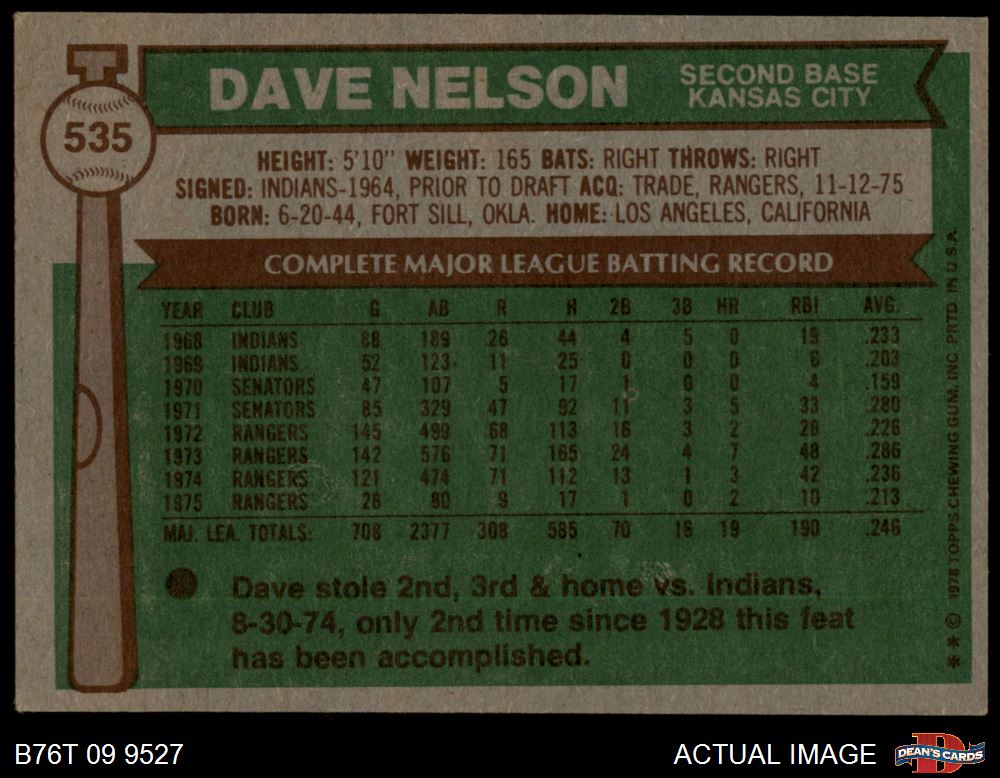 535
DAVE NELSON
SECOND BASE
KANSAS CITY
HEIGHT: 5'10" WEIGHT: 165 BATS: RIGHT THROWS: RIGHT
SIGNED: INDIANS-1964, PRIOR TO DRAFT ACQ: TRADE, RANGERS, 11-12-75
BORN: 6-20-44, FORT SILL, OKLA. HOME: LOS ANGELES, CALIFORNIA
COMPLETE MAJOR LEAGUE BATTING RECORD
YEAR CLUB G AB R H 2B 3B HR RBI AVG.
1968 INDIANS 88 189 26 44 4 5 0 19 .233
1969 INDIANS 52 123 11 25 0 0 0 6 .203
1970 SENATORS 47 107 5 17 1 0 0 4 .159
1971 SENATORS 85 329 47 92 11 3 5 33 .280
1972 RANGERS 145 499 68 113 16 3 2 28 .226
1973 RANGERS 142 576 71 165 24 4 7 48 .286
1974 RANGERS 121 474 71 112 13 1 3 42 .236
1975 RANGERS 28 80 9 17 1 0 2 10 .213
MAJ. LEA. TOTALS: 708 2377 308 585 70 16 19 190 .246
Dave stole 2nd, 3rd & home vs. Indians,
8-30-74, only 2nd time since 1928 this feat
has been accomplished.
** © 1976 TOPPS CHEWING GUM, INC. PRTD. IN U.S.A.
B76T 09 9527
ACTUAL IMAGE
D
DEAN'S CARDS